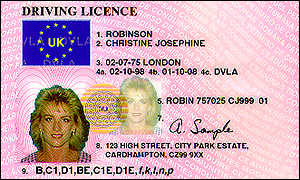 DRIVING LICENCE
UK
1. ROBINSON
2. CHRISTINE JOSEPHINE
3. 02-07-75 LONDON
4a. 02-10-98 4b. 01-10-08 4c. DVLA
5. ROBIN 757025 CJ999 01
7. A. Sample
8. 123 HIGH STREET, CITY PARK ESTATE,
CARDHAMPTON, CZ99 9XX
9. B,C1,D1,BE,C1E,D1E,f,k,l,n,p